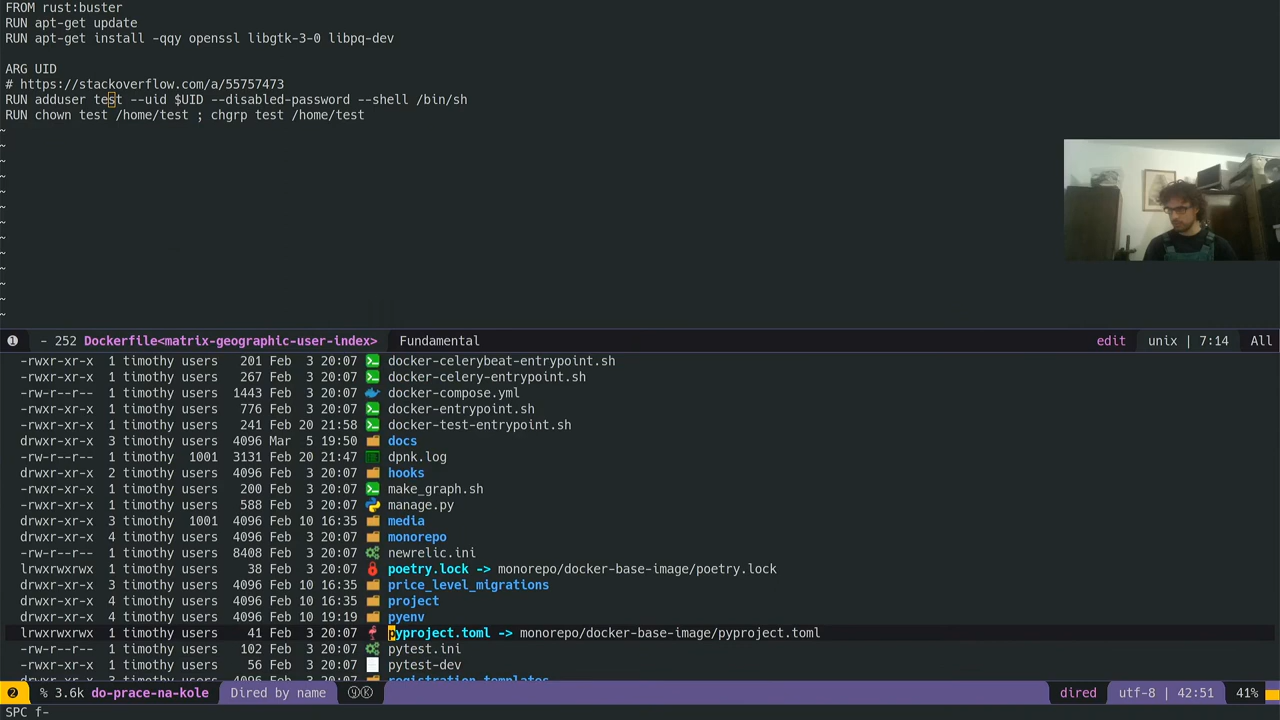 FROM rust:buster
RUN apt-get update
RUN apt-get install -qqy openssl libgtk-3-0 libpq-dev
ARG UID
# https://stackoverflow.com/a/55757473
RUN adduser test --uid $UID --disabled-password --shell /bin/sh
RUN chown test /home/test ; chgrp test /home/test
~
~
~
~
~
~
~
~
~
~
~
~
~
❶ - 252 Dockerfile<matrix-geographic-user-index> Fundamental edit unix | 7:14 All
-rwxr-xr-x 1 timothy users 201 Feb 3 20:07 docker-celerybeat-entrypoint.sh
-rwxr-xr-x 1 timothy users 267 Feb 3 20:07 docker-celery-entrypoint.sh
-rw-r--r-- 1 timothy users 1443 Feb 3 20:07 docker-compose.yml
-rwxr-xr-x 1 timothy users 776 Feb 3 20:07 docker-entrypoint.sh
-rwxr-xr-x 1 timothy users 241 Feb 20 21:58 docker-test-entrypoint.sh
drwxr-xr-x 3 timothy users 4096 Mar 5 19:50 docs
-rw-r--r-- 1 timothy 1001 3131 Feb 20 21:47 dpnk.log
drwxr-xr-x 2 timothy users 4096 Feb 3 20:07 hooks
-rwxr-xr-x 1 timothy users 200 Feb 3 20:07 make_graph.sh
-rwxr-xr-x 1 timothy users 588 Feb 3 20:07 manage.py
drwxr-xr-x 3 timothy 1001 4096 Feb 10 16:35 media
drwxr-xr-x 4 timothy users 4096 Feb 3 20:07 monorepo
-rw-r--r-- 1 timothy users 8408 Feb 3 20:07 newrelic.ini
lrwxrwxrwx 1 timothy users 38 Feb 3 20:07 poetry.lock -> monorepo/docker-base-image/poetry.lock
drwxr-xr-x 3 timothy users 4096 Feb 10 16:35 price_level_migrations
drwxr-xr-x 4 timothy users 4096 Feb 10 16:35 project
drwxr-xr-x 4 timothy users 4096 Feb 10 19:19 pyenv
lrwxrwxrwx 1 timothy users 41 Feb 3 20:07 pyproject.toml -> monorepo/docker-base-image/pyproject.toml
-rw-r--r-- 1 timothy users 102 Feb 3 20:07 pytest.ini
-rw-r--r-- 1 timothy users 56 Feb 3 20:07 pytest-dev
drwxr-xr-x 3 timothy users 4096 Feb 3 20:07 registration_templates
❷ % 3.6k do-prace-na-kole Dired by name ⓨⓀ dired utf-8 | 42:51 41%
SPC f-